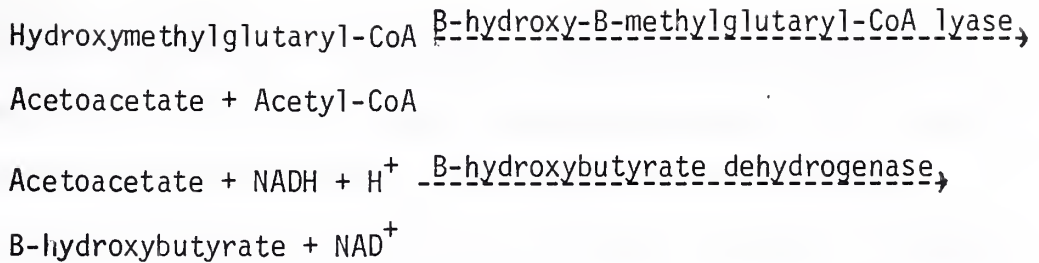 Hydroxymethylglutaryl-CoA B-hydroxy-B-methylglutaryl-CoA lyase
Acetoacetate + Acetyl-CoA
Acetoacetate + NADH + H⁺ B-hydroxybutyrate dehydrogenase
B-hydroxybutyrate + NAD⁺